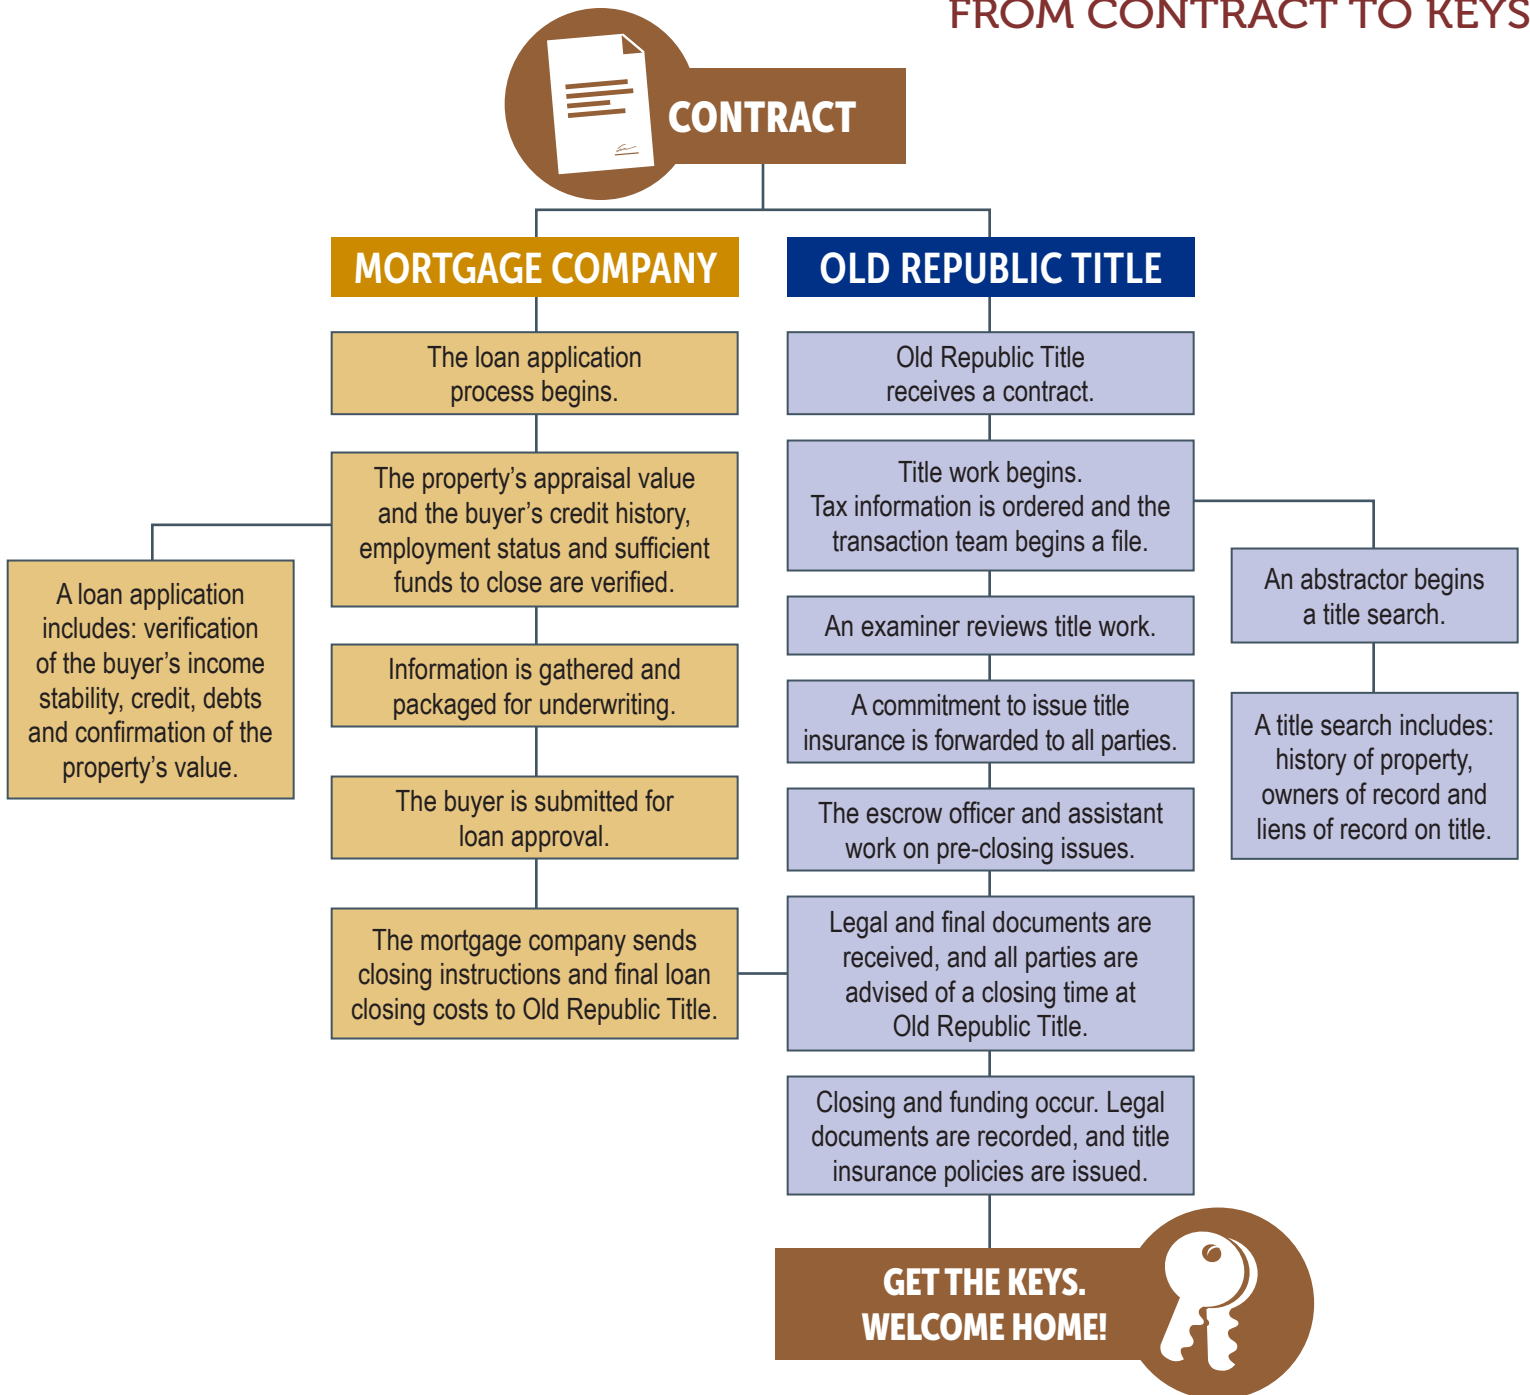 FROM CONTRACT TO KEYS
CONTRACT
MORTGAGE COMPANY
The loan application
process begins.
The property’s appraisal value
and the buyer’s credit history,
employment status and sufficient
funds to close are verified.
A loan application
includes: verification
of the buyer’s income
stability, credit, debts
and confirmation of the
property’s value.
Information is gathered and
packaged for underwriting.
The buyer is submitted for
loan approval.
The mortgage company sends
closing instructions and final loan
closing costs to Old Republic Title.
OLD REPUBLIC TITLE
Old Republic Title
receives a contract.
Title work begins.
Tax information is ordered and the
transaction team begins a file.
An abstractor begins
a title search.
A title search includes:
history of property,
owners of record and
liens of record on title.
An examiner reviews title work.
A commitment to issue title
insurance is forwarded to all parties.
The escrow officer and assistant
work on pre-closing issues.
Legal and final documents are
received, and all parties are
advised of a closing time at
Old Republic Title.
Closing and funding occur. Legal
documents are recorded, and title
insurance policies are issued.
GET THE KEYS.
WELCOME HOME!